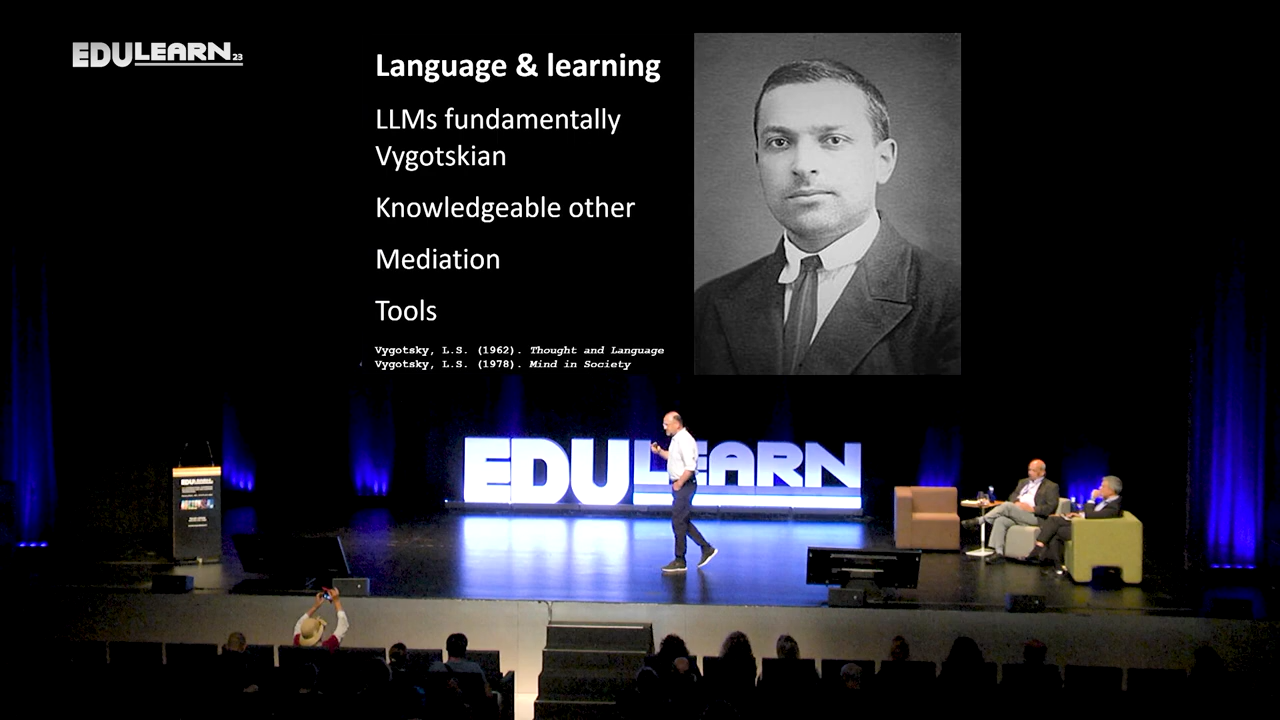 EDULEARN23
Language & learning
LLMs fundamentally
Vygotskian
Knowledgeable other
Mediation
Tools
Vygotsky, L.S. (1962). Thought and Language
Vygotsky, L.S. (1978). Mind in Society
EDULEARN